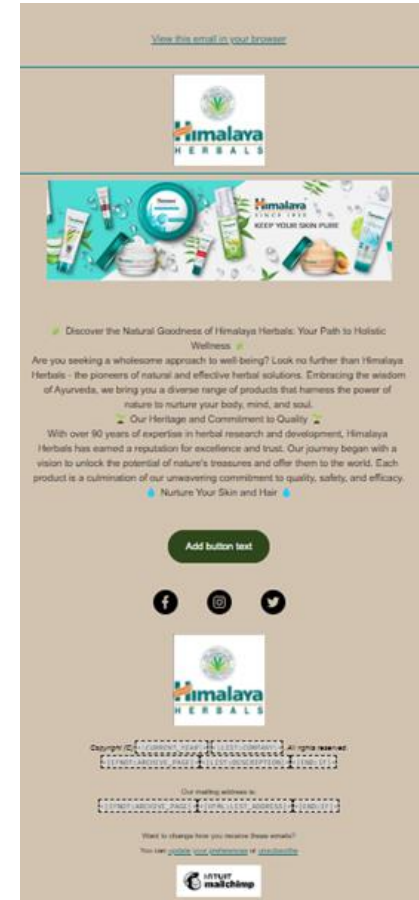 View this email in your browser
Himalaya
HERBALS
Himalaya
SINCE 1930
KEEP YOUR SKIN PURE
Discover the Natural Goodness of Himalaya Herbals: Your Path to Holistic
Wellness
Are you seeking a wholesome approach to well-being? Look no further than Himalaya
Herbals - the pioneers of natural and effective herbal solutions. Embracing the wisdom
of Ayurveda, we bring you a diverse range of products that harness the power of
nature to nurture your body, mind, and soul.
Our Heritage and Commitment to Quality
With over 90 years of expertise in herbal research and development, Himalaya
Herbals has earned a reputation for excellence and trust. Our journey began with a
vision to unlock the potential of nature's treasures and offer them to the world. Each
product is a culmination of our unwavering commitment to quality, safety, and efficacy.
Nurture Your Skin and Hair
Add button text
Himalaya
HERBALS
Copyright (C) *|CURRENT_YEAR|* *|LIST:COMPANY|*. All rights reserved.
*|IFNOT:ARCHIVE_PAGE|* *|LIST:DESCRIPTION|* *|END:IF|*
Our mailing address is:
*|IFNOT:ARCHIVE_PAGE|* *|HTML:LIST_ADDRESS|* *|END:IF|*
Want to change how you receive these emails?
You can update your preferences or unsubscribe
INTUIT
mailchimp